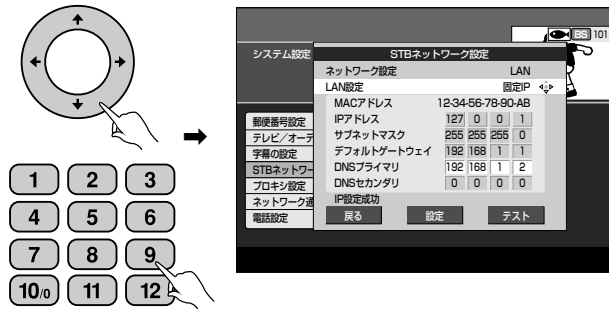 BS 101
システム設定
STBネットワーク設定
ネットワーク設定 LAN
LAN設定 固定IP
MACアドレス 12-34-56-78-90-AB
IPアドレス 127 0 0 1
サブネットマスク 255 255 255 0
デフォルトゲートウェイ 192 168 1 1
DNSプライマリ 192 168 1 2
DNSセカンダリ 0 0 0 0
IP設定成功
戻る 設定 テスト
郵便番号設定
テレビ/オーデ
字幕の設定
STBネットワー
プロキシ設定
ネットワーク通
電話設定
1 2 3
4 5 6
7 8 9
10/0 11 12